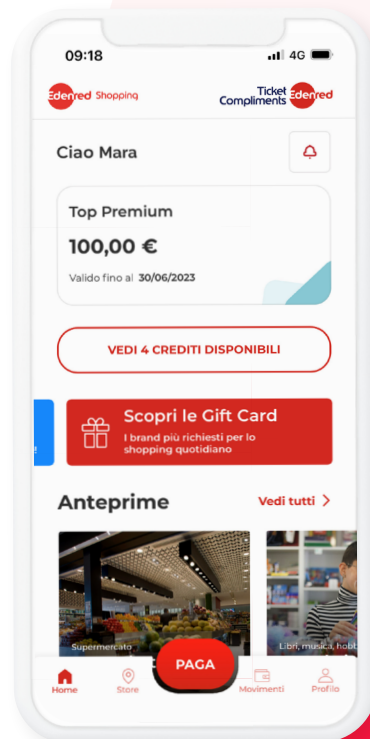 09:18
4G
Edenred Shopping
Ticket
Compliments
Edenred
Ciao Mara
Top Premium
100,00 €
Valido fino al 30/06/2023
VEDI 4 CREDITI DISPONIBILI
Scopri le Gift Card
I brand più richiesti per lo
shopping quotidiano
Anteprime
Vedi tutti
Supermercato
Libri, musica, hobb
PAGA
Home
Store
Movimenti
Profilo